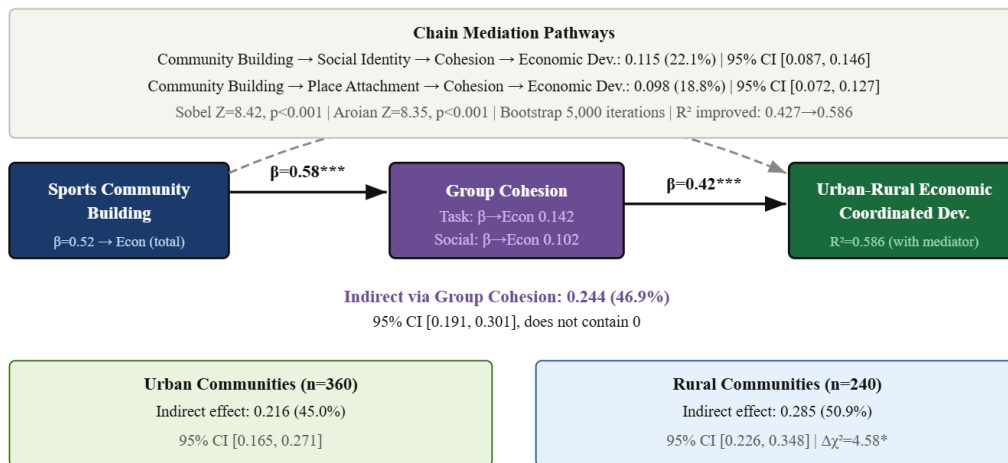 Chain Mediation Pathways
Community Building → Social Identity → Cohesion → Economic Dev.: 0.115 (22.1%) | 95% CI [0.087, 0.146]
Community Building → Place Attachment → Cohesion → Economic Dev.: 0.098 (18.8%) | 95% CI [0.072, 0.127]
Sobel Z=8.42, p<0.001 | Aroian Z=8.35, p<0.001 | Bootstrap 5,000 iterations | R² improved: 0.427→0.586
Sports Community
Building
β=0.52 → Econ (total)
β=0.58***
Group Cohesion
Task: β→Econ 0.142
Social: β→Econ 0.102
β=0.42***
Urban-Rural Economic
Coordinated Dev.
R²=0.586 (with mediator)
Indirect via Group Cohesion: 0.244 (46.9%)
95% CI [0.191, 0.301], does not contain 0
Urban Communities (n=360)
Indirect effect: 0.216 (45.0%)
95% CI [0.165, 0.271]
Rural Communities (n=240)
Indirect effect: 0.285 (50.9%)
95% CI [0.226, 0.348] | Δχ²=4.58*